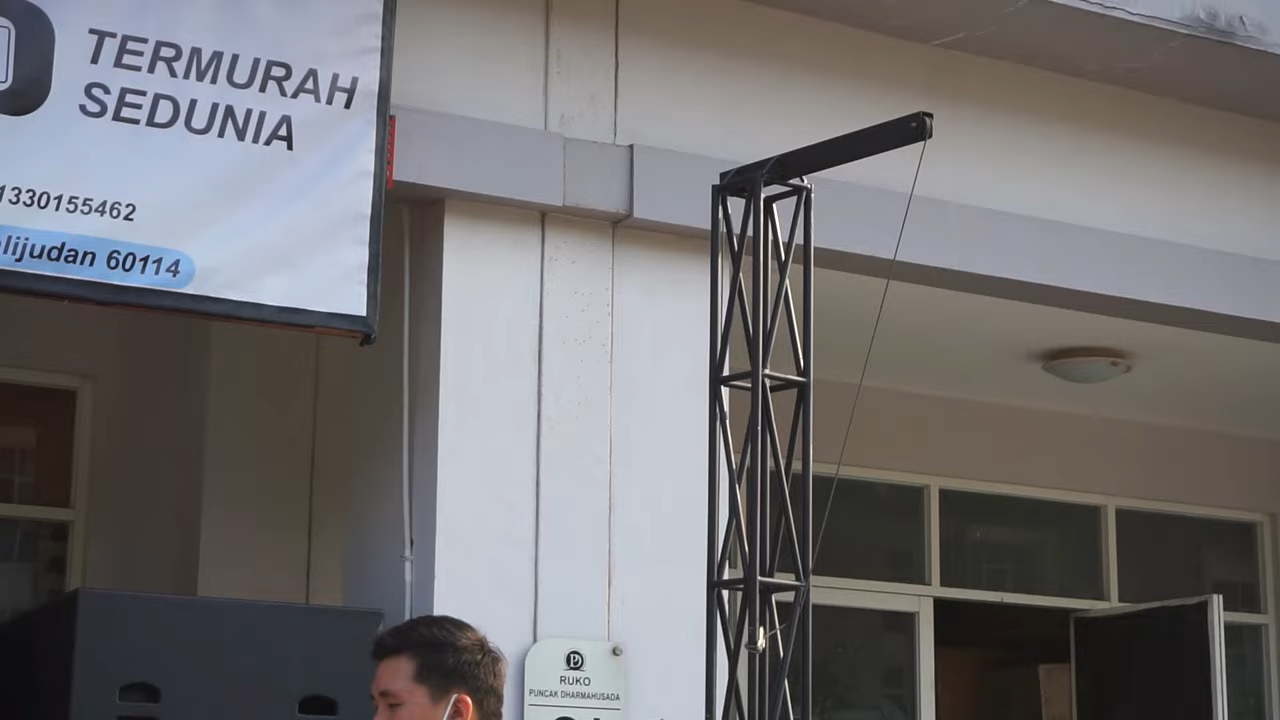 TERMURAH
SEDUNIA
1330155462
lijudan 60114
RUKO
PUNCAK DHARMAHUSADA